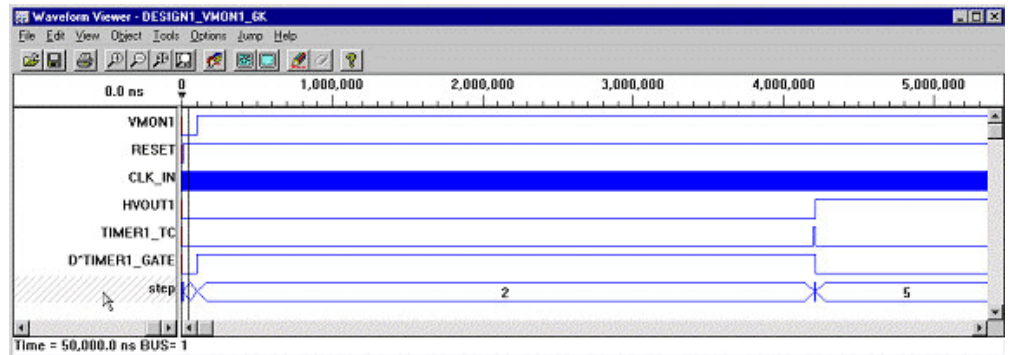 Waveform Viewer - DESIGN1_VMON1_6K
File Edit View Object Tools Options Jump Help
0.0 ns 0 1,000,000 2,000,000 3,000,000 4,000,000 5,000,000
VMON1
RESET
CLK_IN
HVOUT1
TIMER1_TC
D*TIMER1_GATE
step 2 5
Time = 50,000.0 ns BUS= 1